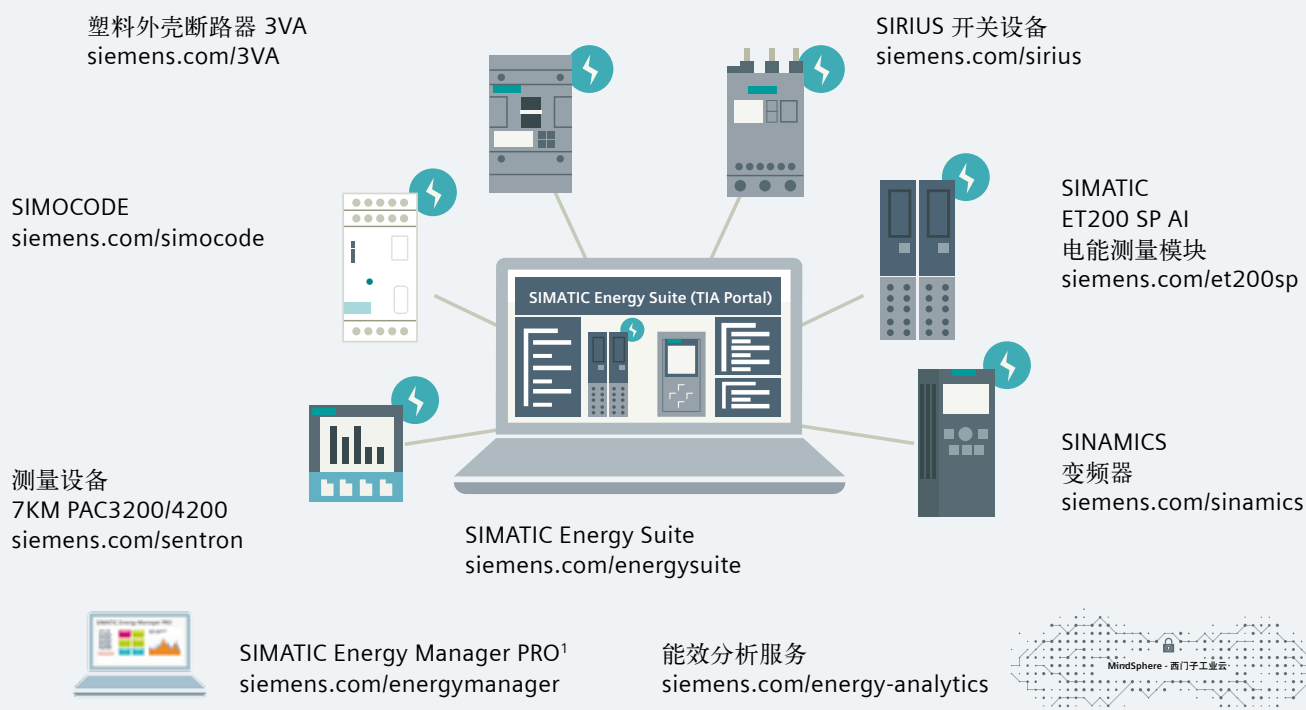 塑料外壳断路器 3VA
siemens.com/3VA
SIRIUS 开关设备
siemens.com/sirius
SIMOCODE
siemens.com/simocode
SIMATIC
ET200 SP AI
电能测量模块
siemens.com/et200sp
SIMATIC Energy Suite (TIA Portal)
测量设备
7KM PAC3200/4200
siemens.com/sentron
SINAMICS
变频器
siemens.com/sinamics
SIMATIC Energy Suite
siemens.com/energysuite
SIMATIC Energy Manager PRO
SIMATIC Energy Manager PRO¹
siemens.com/energymanager
能效分析服务
siemens.com/energy-analytics
MindSphere - 西门子工业云